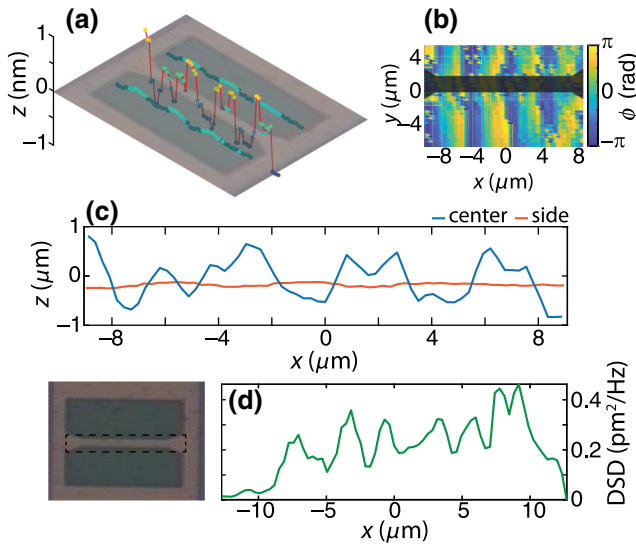 (a)
z (nm)
1
0
−1
(b)
y (μm)
4
0
−4
−8 −4 0 4 8
x (μm)
π
0
−π
ϕ (rad)
(c)
center side
z (μm)
1
0
−1
−8 −4 0 4 8
x (μm)
(d)
0.4
0.2
0
DSD (pm²/Hz)
−10 −5 0 5 10
x (μm)